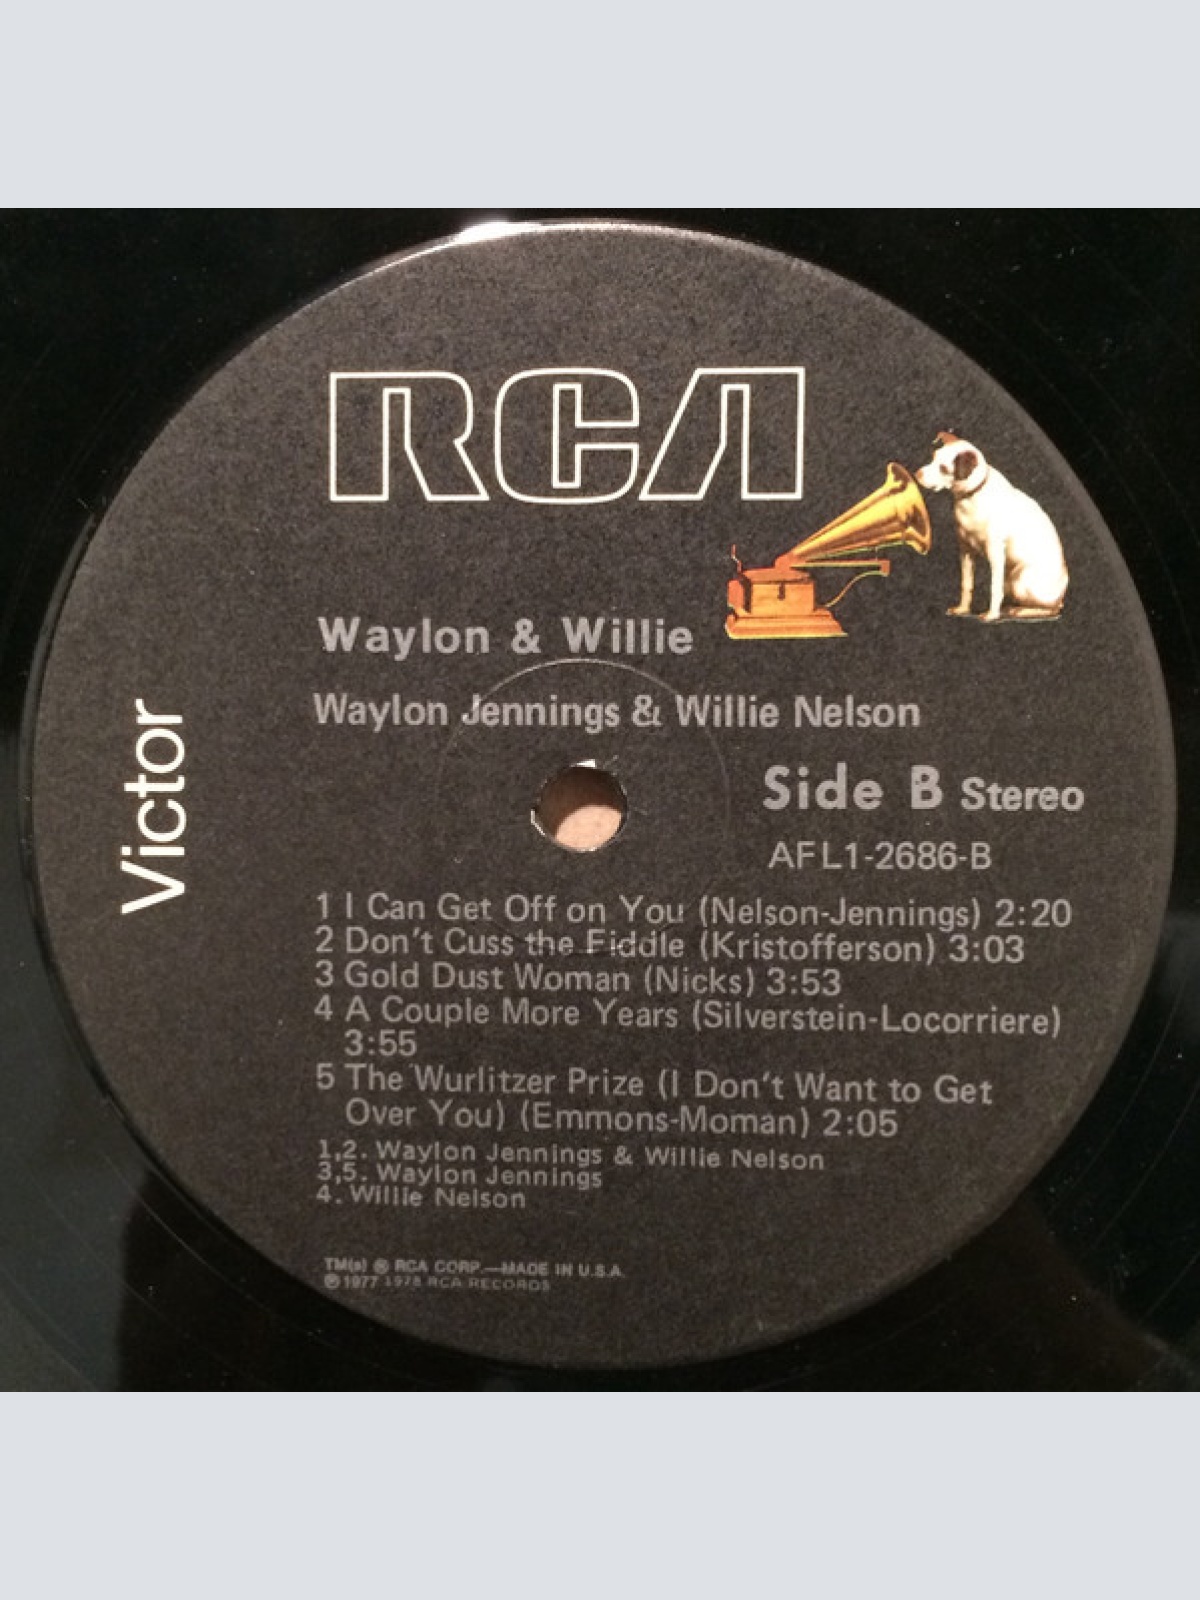 RCA
Victor
Waylon & Willie
Waylon Jennings & Willie Nelson
Side B Stereo
AFL1-2686-B
1 I Can Get Off on You (Nelson-Jennings) 2:20
2 Don't Cuss the Fiddle (Kristofferson) 3:03
3 Gold Dust Woman (Nicks) 3:53
4 A Couple More Years (Silverstein-Locorriere)
3:55
5 The Wurlitzer Prize (I Don't Want to Get
Over You) (Emmons-Moman) 2:05
1,2. Waylon Jennings & Willie Nelson
3,5. Waylon Jennings
4. Willie Nelson
TM(s) ® RCA CORP.—MADE IN U.S.A.
℗ 1977 1978 RCA RECORDS